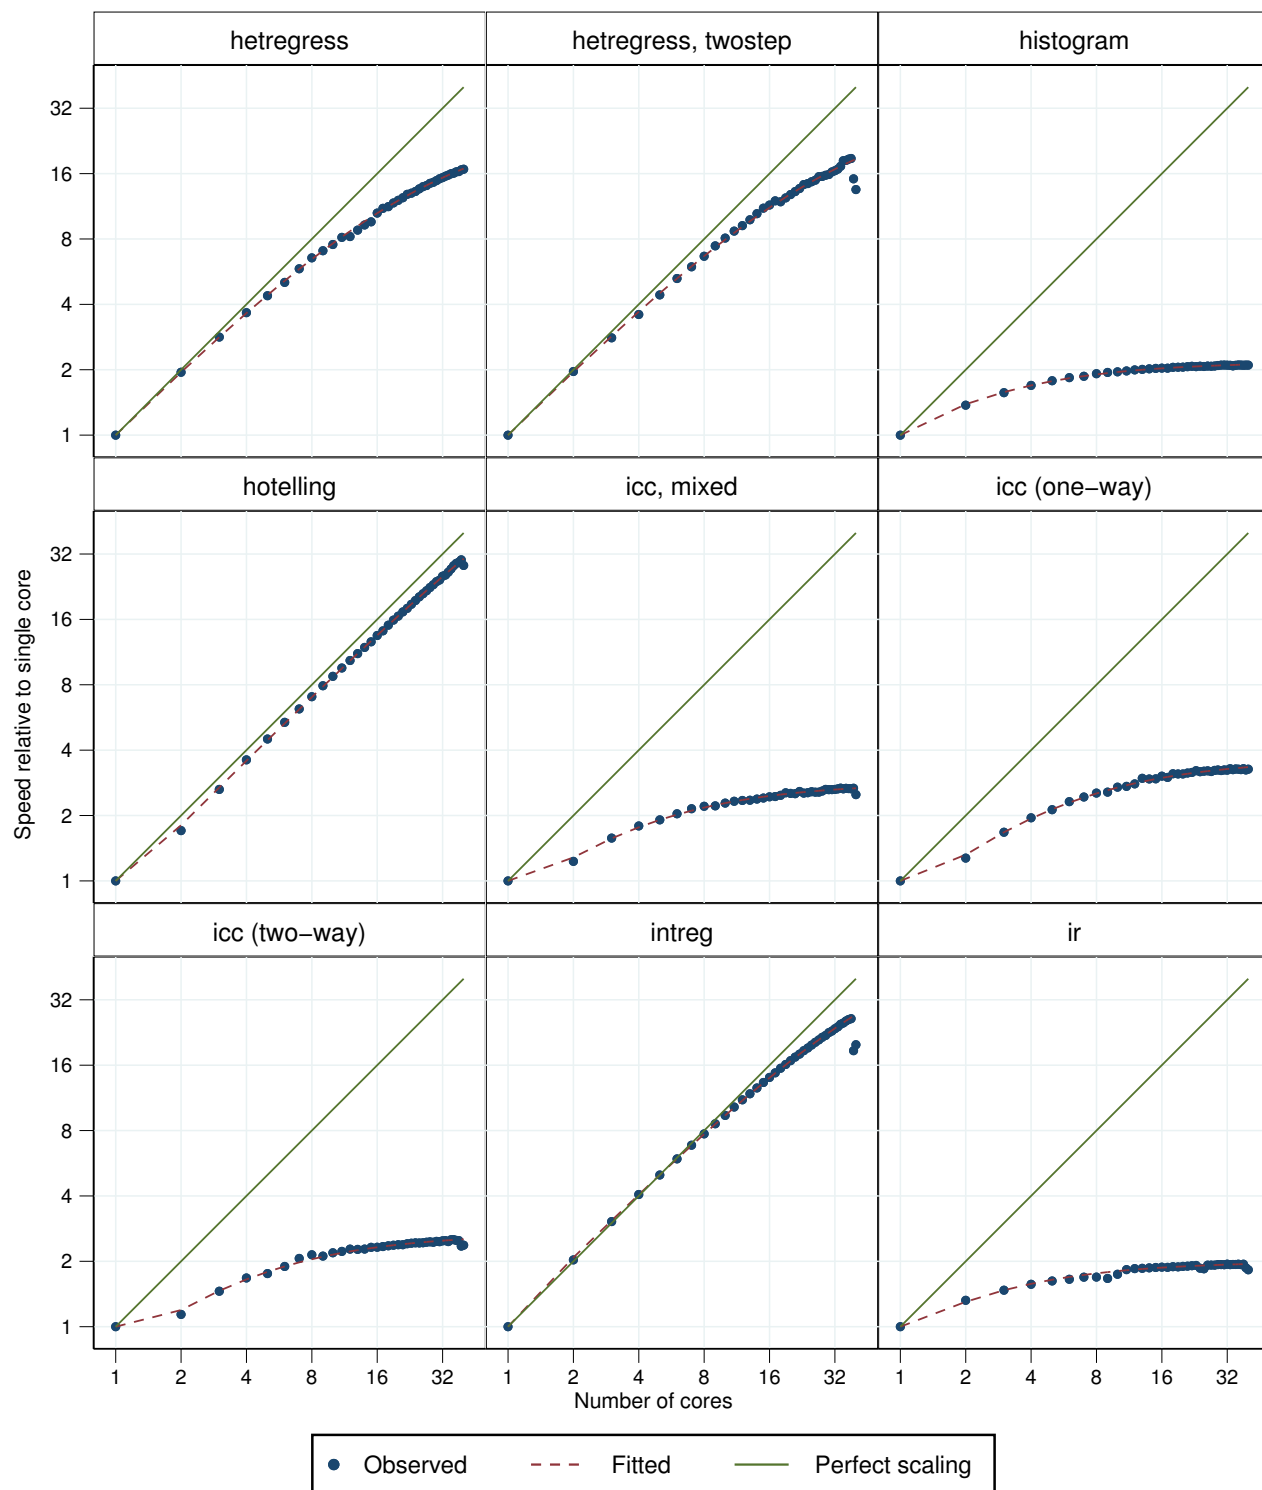 hetregress
hetregress, twostep
histogram
32
16
8
4
2
1
hotelling
icc, mixed
icc (one−way)
32
16
8
4
2
1
Speed relative to single core
icc (two−way)
intreg
ir
32
16
8
4
2
1
1 2 4 8 16 32
1 2 4 8 16 32
1 2 4 8 16 32
Number of cores
Observed Fitted Perfect scaling